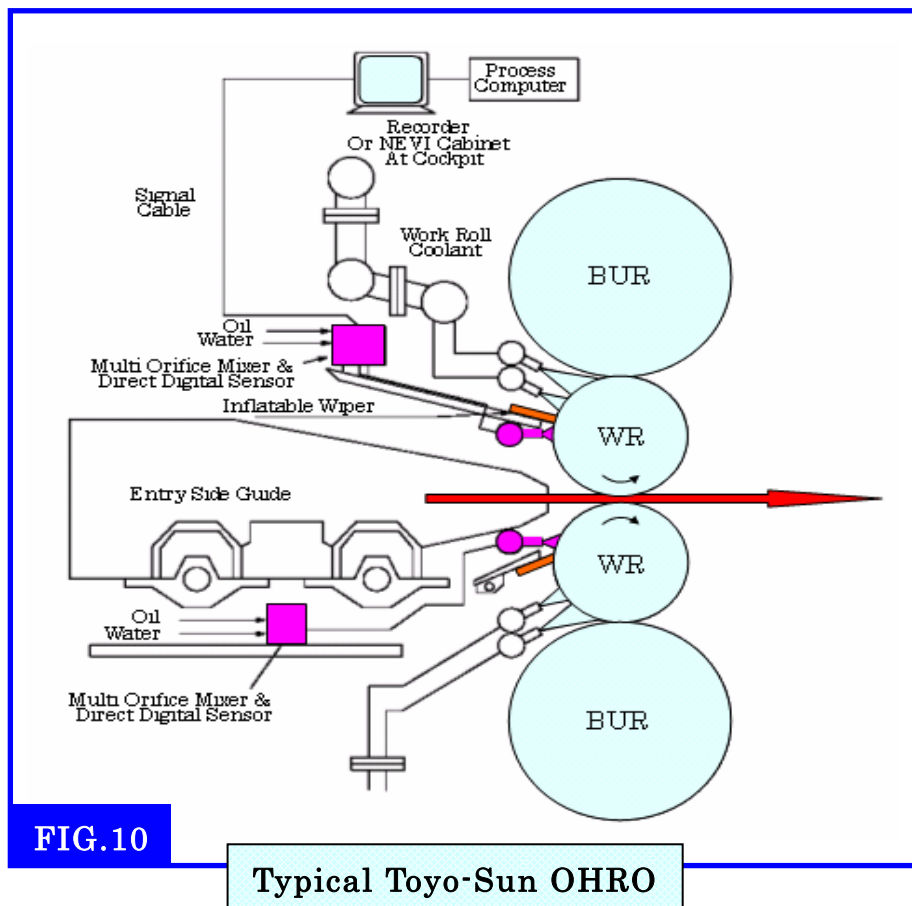 Process
Computer
Recorder
Or NEVI Cabinet
At Cockpit
Signal
Cable
Work Roll
Coolant
BUR
Oil
Water
Multi Orifice Mixer &
Direct Digital Sensor
Inflatable Wiper
WR
Entry Side Guide
WR
Oil
Water
Multi Orifice Mixer &
Direct Digital Sensor
BUR
FIG.10
Typical Toyo-Sun OHRO